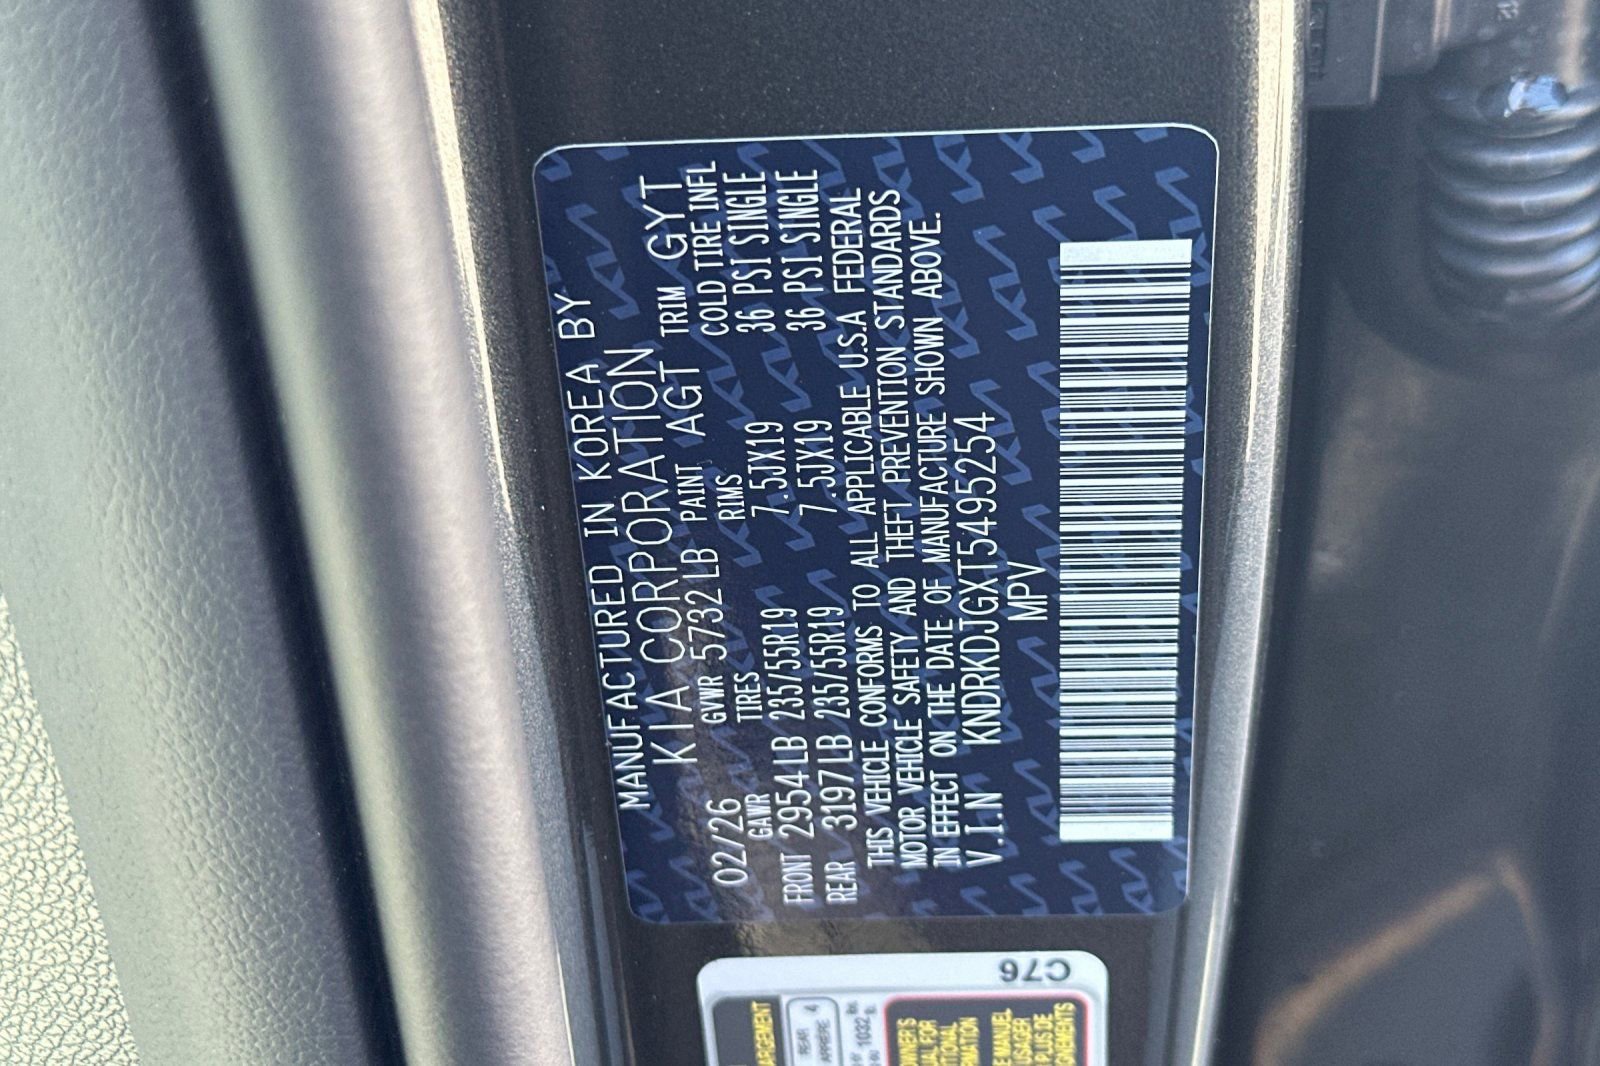 MANUFACTURED IN KOREA BY
KIA CORPORATION
02/26 GVWR 5732 LB PAINT AGT TRIM GYT
GAWR TIRES RIMS COLD TIRE INFL
FRONT 2954 LB 235/55R19 7.5JX19 36 PSI SINGLE
REAR 3197 LB 235/55R19 7.5JX19 36 PSI SINGLE
THIS VEHICLE CONFORMS TO ALL APPLICABLE U.S.A FEDERAL
MOTOR VEHICLE SAFETY AND THEFT PREVENTION STANDARDS
IN EFFECT ON THE DATE OF MANUFACTURE SHOWN ABOVE.
V.I.N KNDRKDJGXT5495254
MPV
C76
REAR 4
1032